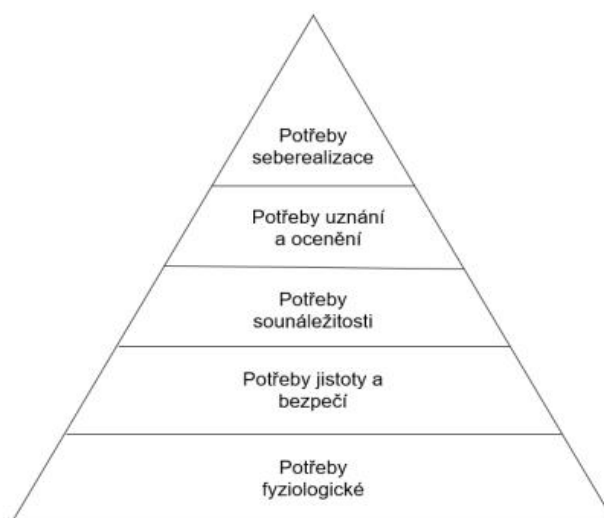 Potřeby
seberealizace
Potřeby uznání
a ocenění
Potřeby
sounáležitosti
Potřeby jistoty a
bezpečí
Potřeby
fyziologické